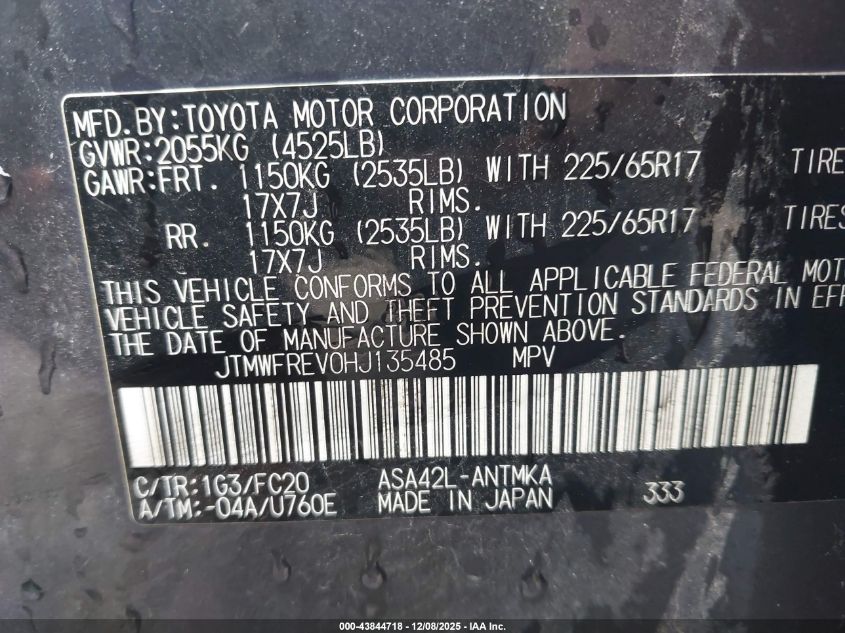 MFD.BY:TOYOTA MOTOR CORPORATION
GVWR:2055KG (4525LB)
GAWR:FRT. 1150KG (2535LB) WITH 225/65R17 TIRE
17X7J RIMS.
RR. 1150KG (2535LB) WITH 225/65R17 TIRES
17X7J RIMS.
THIS VEHICLE CONFORMS TO ALL APPLICABLE FEDERAL MOT
VEHICLE SAFETY AND THEFT PREVENTION STANDARDS IN EFF
THE DATE OF MANUFACTURE SHOWN ABOVE.
JTMWFREV0HJ135485 MPV
C/TR:1G3/FC20 ASA42L-ANTMKA 333
A/TM:-04A/U760E MADE IN JAPAN
000-43844718 - 12/08/2025 - IAA Inc.